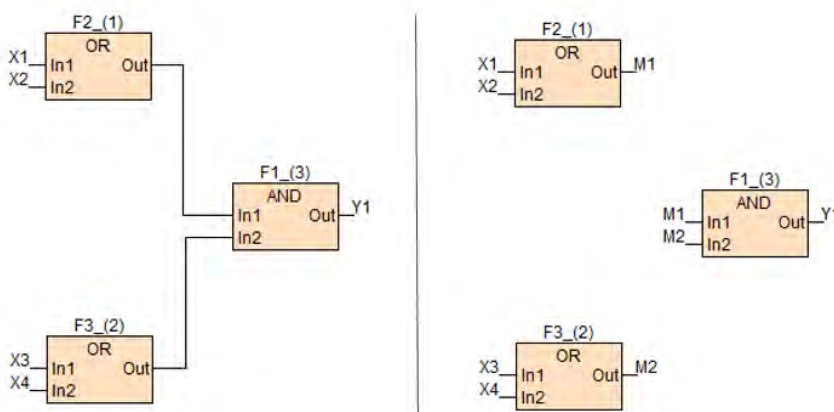 F2_(1)
OR
X1 In1 Out
X2 In2
F1_(3)
AND
In1 Out Y1
In2
F3_(2)
OR
X3 In1 Out
X4 In2
F2_(1)
OR
X1 In1 Out M1
X2 In2
F1_(3)
AND
M1 In1 Out Y1
M2 In2
F3_(2)
OR
X3 In1 Out M2
X4 In2